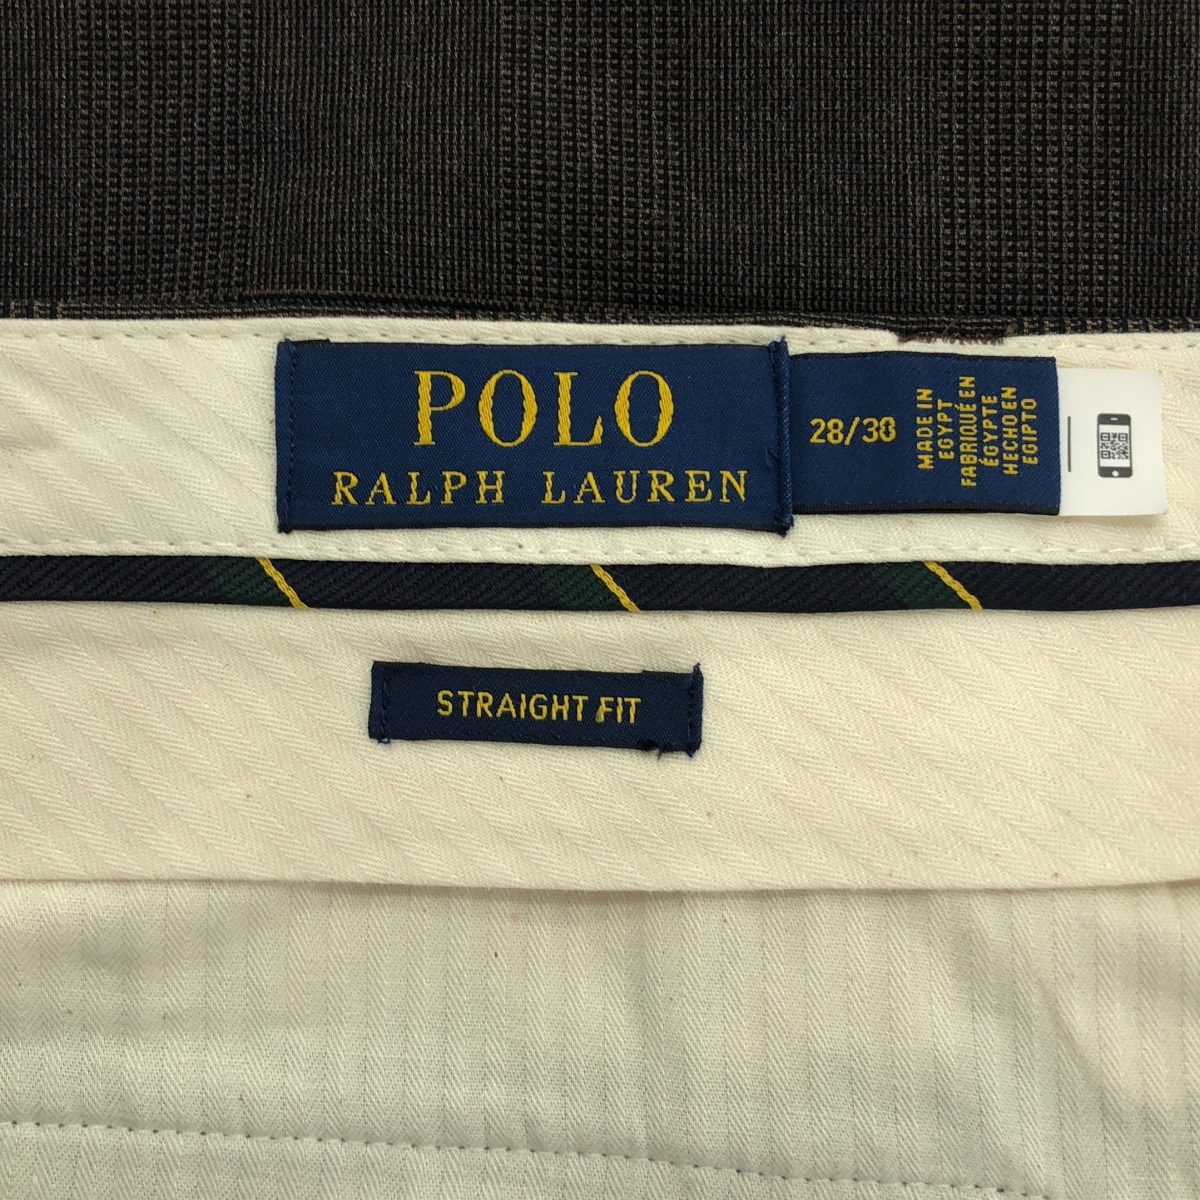 POLO
RALPH LAUREN
28/30
MADE IN
EGYPT
FABRIQUÉ EN
ÉGYPTE
HECHO EN
EGIPTO
STRAIGHT FIT